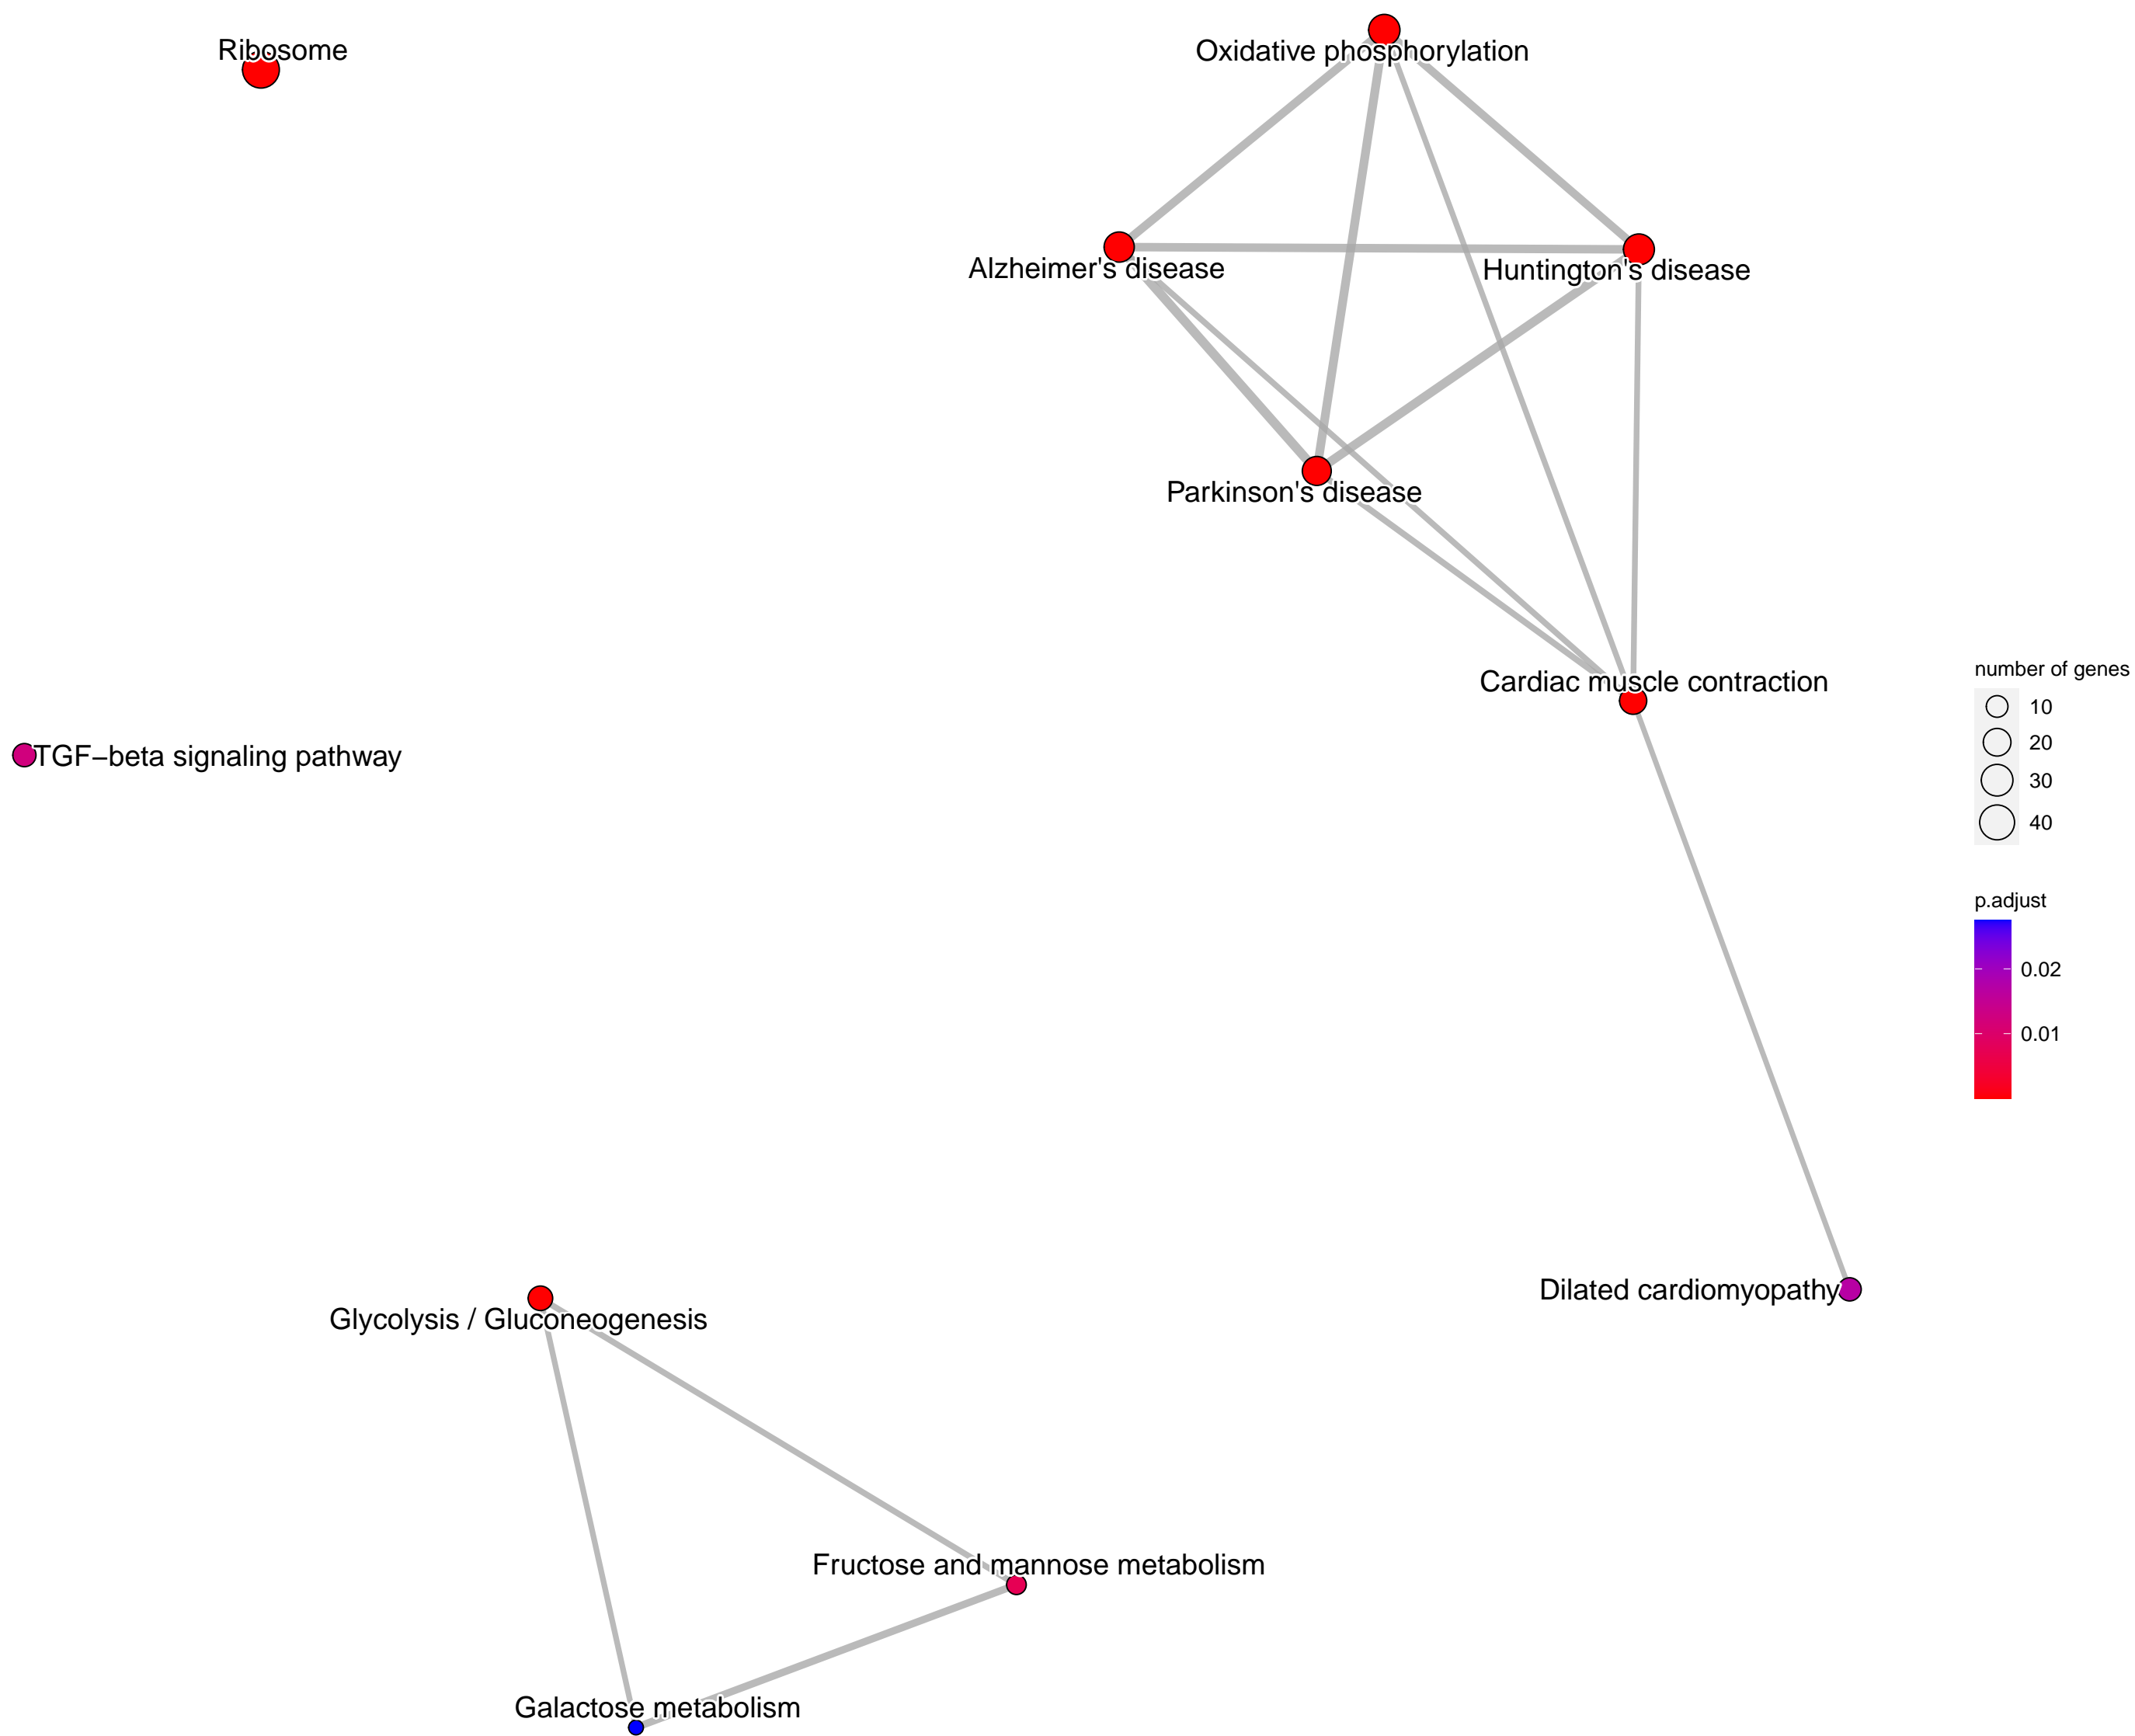 Ribosome
Oxidative phosphorylation
Alzheimer's disease
Huntington's disease
Parkinson's disease
Cardiac muscle contraction
TGF−beta signaling pathway
Dilated cardiomyopathy
Glycolysis / Gluconeogenesis
Fructose and mannose metabolism
Galactose metabolism
number of genes
10
20
30
40
p.adjust
0.02
0.01